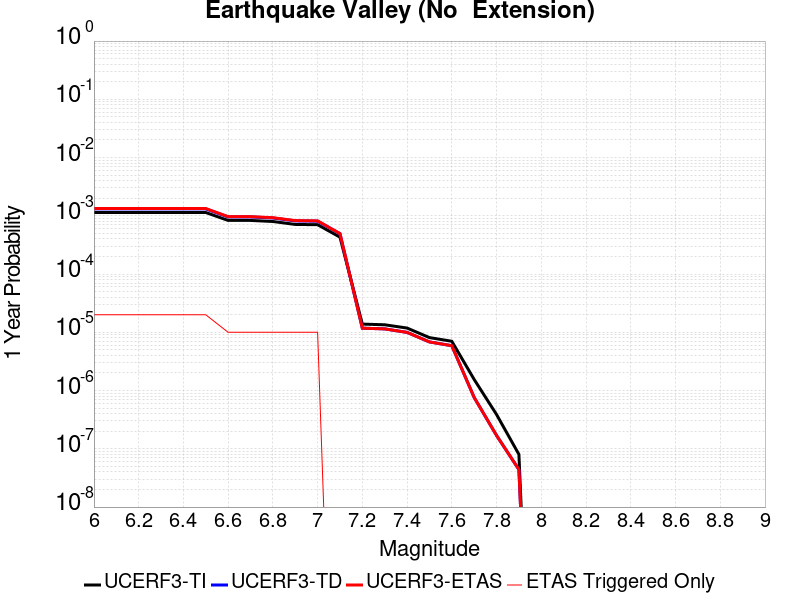 Earthquake Valley (No  Extension)
10^0
10^-1
10^-2
10^-3
10^-4
10^-5
10^-6
10^-7
10^-8
1 Year Probability
6 6.2 6.4 6.6 6.8 7 7.2 7.4 7.6 7.8 8 8.2 8.4 8.6 8.8 9
Magnitude
UCERF3-TI UCERF3-TD UCERF3-ETAS ETAS Triggered Only